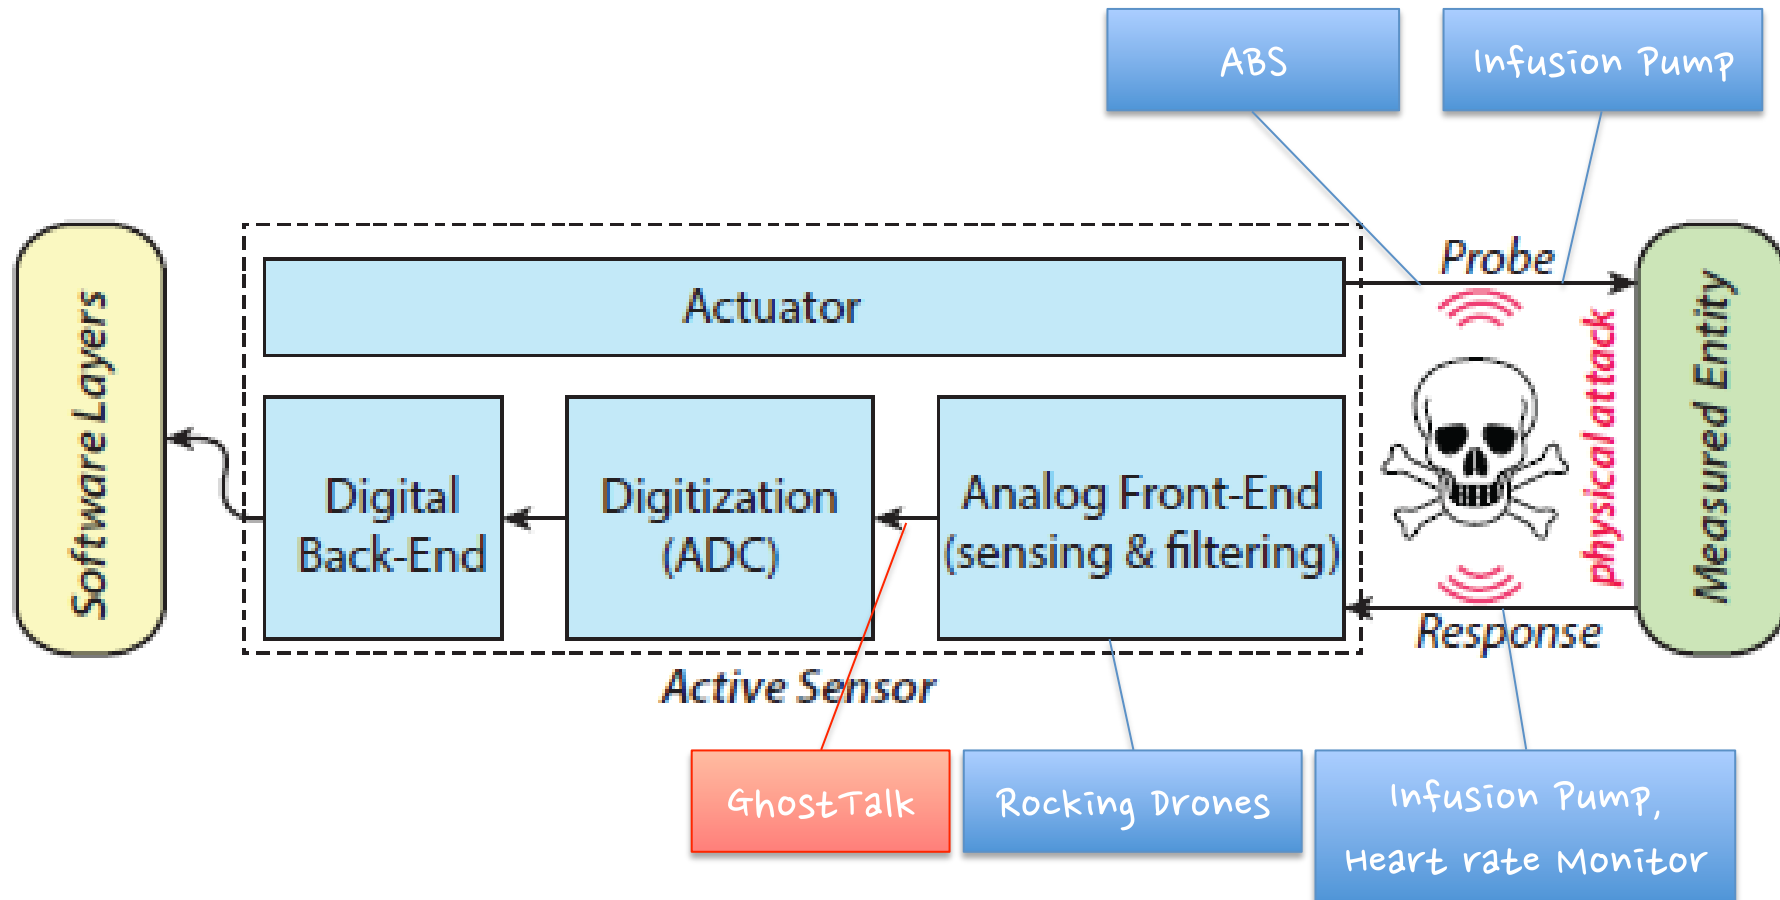 ABS
Infusion Pump
Software Layers
Actuator
Probe
physical attack
Measured Entity
Digital
Back-End
Digitization
(ADC)
Analog Front-End
(sensing & filtering)
Response
Active Sensor
GhostTalk
Rocking Drones
Infusion Pump,
Heart rate Monitor